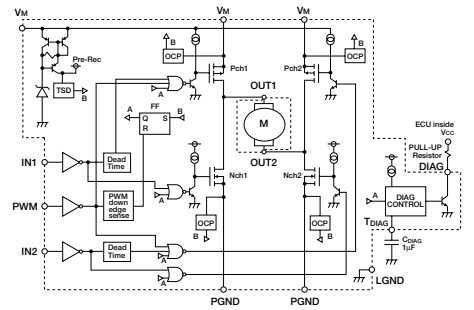 VM
VM
VM
B
OCP
B
OCP
Pre-Rec
TSD
B
Pch1
Pch2
OUT1
A
A
FF
B
Q S
R
A
M
OUT2
ECU inside
VCC
PULL-UP
Resistor
DIAG
IN1
Dead
Time
Nch1
Nch2
A
A
DIAG
CONTROL
PWM
PWM
down
edge
sense
OCP
B
OCP
B
TDIAG
IN2
Dead
Time
A
A
CDIAG
1µF
LGND
PGND
PGND